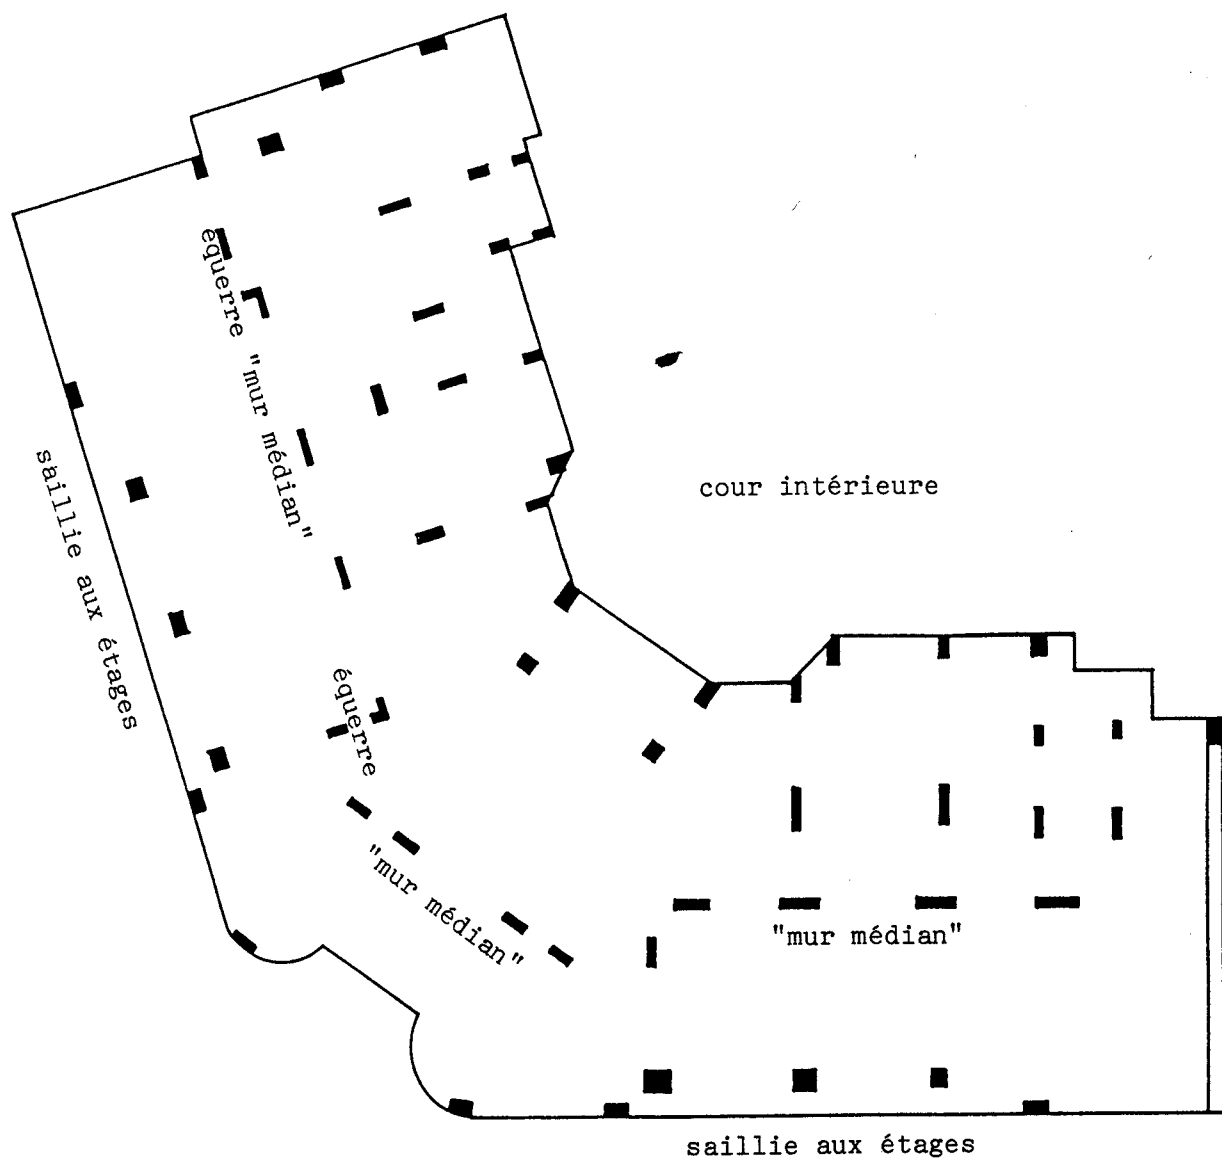 équerre "mur médian"
saillie aux étages
cour intérieure
équerre
"mur médian"
"mur médian"
saillie aux étages